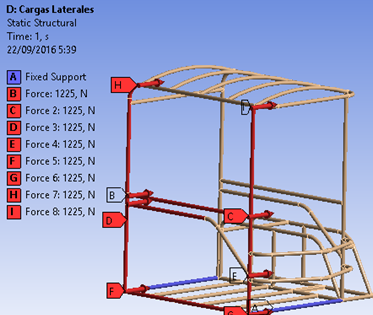 D: Cargas Laterales
Static Structural
Time: 1, s
22/09/2016 5:39
A Fixed Support
B Force: 1225, N
C Force 2: 1225, N
D Force 3: 1225, N
E Force 4: 1225, N
F Force 5: 1225, N
G Force 6: 1225, N
H Force 7: 1225, N
I Force 8: 1225, N
H
B
C
D
E
F
A
G